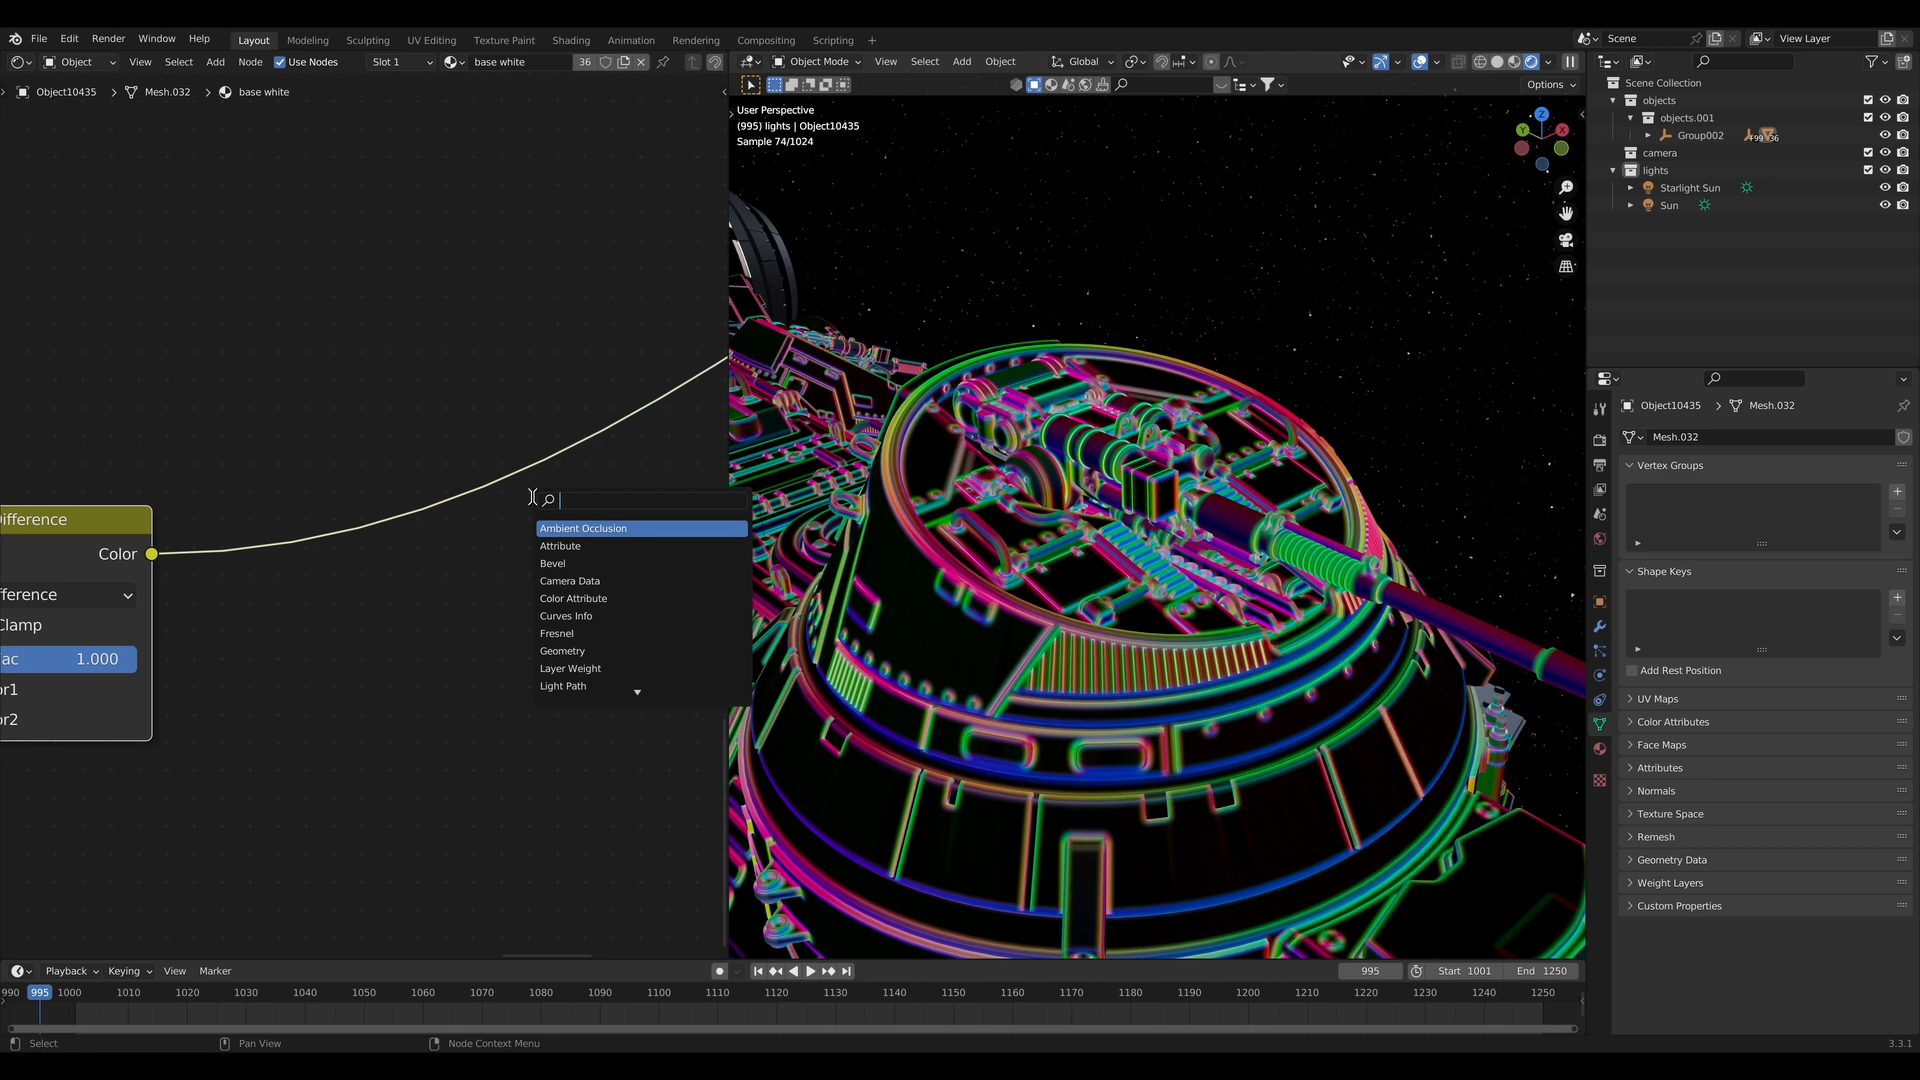 File Edit Render Window Help Layout Modeling Sculpting UV Editing Texture Paint Shading Animation Rendering Compositing Scripting + Scene View Layer
Object View Select Add Node Use Nodes Slot 1 base white 36
Object Mode View Select Add Object Global
Object10435 > Mesh.032 > base white
Options
User Perspective
(995) lights | Object10435
Sample 74/1024
Z
Y
X
ifference
Color
fference
Clamp
ac 1.000
or1
or2
Ambient Occlusion
Attribute
Bevel
Camera Data
Color Attribute
Curves Info
Fresnel
Geometry
Layer Weight
Light Path
Scene Collection
objects
objects.001
Group002
camera
lights
Starlight Sun
Sun
Object10435 > Mesh.032
Mesh.032
Vertex Groups
Shape Keys
Add Rest Position
UV Maps
Color Attributes
Face Maps
Attributes
Normals
Texture Space
Remesh
Geometry Data
Weight Layers
Custom Properties
Playback Keying View Marker 995 Start 1001 End 1250
990 995 1000 1010 1020 1030 1040 1050 1060 1070 1080 1090 1100 1110 1120 1130 1140 1150 1160 1170 1180 1190 1200 1210 1220 1230 1240 1250
Select Pan View Node Context Menu 3.3.1